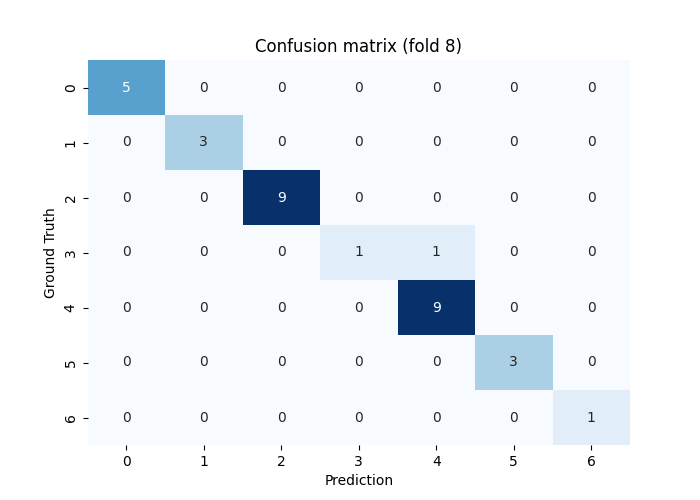 Confusion matrix (fold 8)
Ground Truth
0 5 0 0 0 0 0 0
1 0 3 0 0 0 0 0
2 0 0 9 0 0 0 0
3 0 0 0 1 1 0 0
4 0 0 0 0 9 0 0
5 0 0 0 0 0 3 0
6 0 0 0 0 0 0 1
0 1 2 3 4 5 6
Prediction